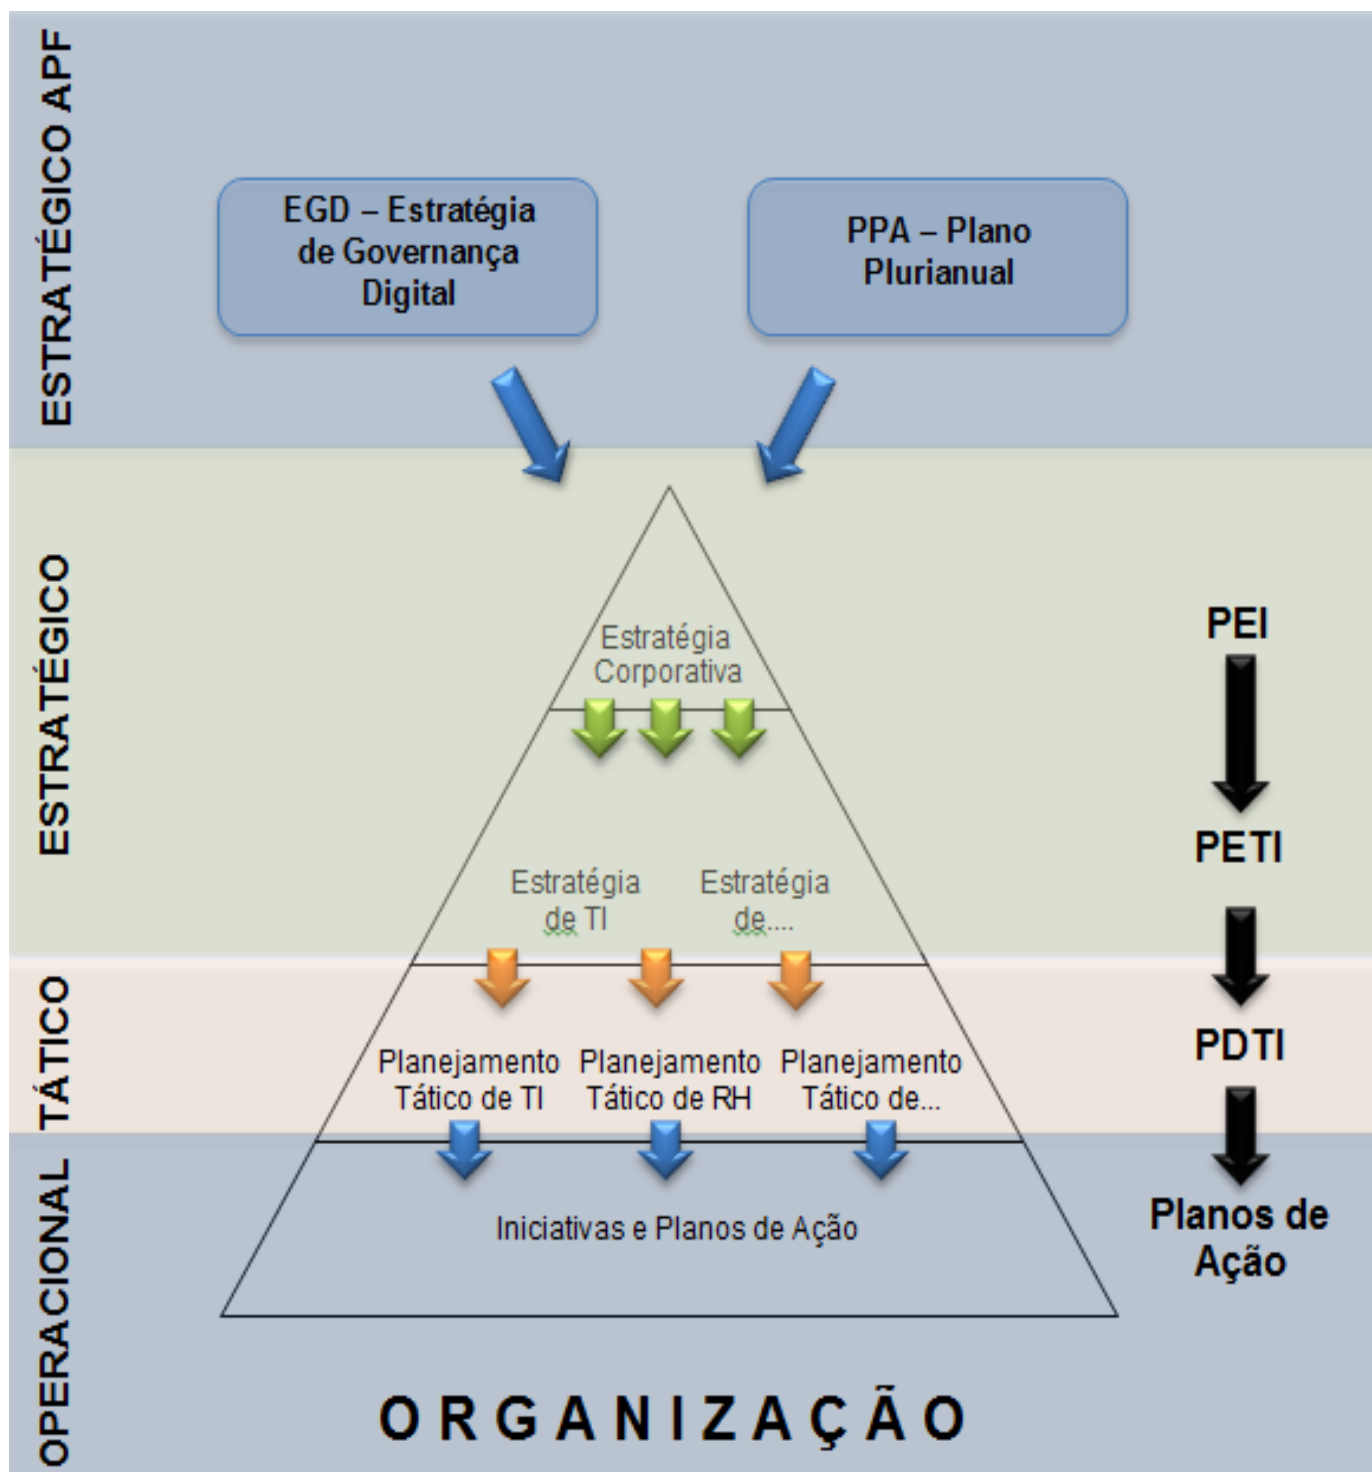 ESTRATÉGICO APF
EGD – Estratégia
de Governança
Digital
PPA – Plano
Plurianual
ESTRATÉGICO
Estratégia
Corporativa
PEI
PETI
Estratégia
de TI
Estratégia
de....
TÁTICO
Planejamento
Tático de TI
Planejamento
Tático de RH
Planejamento
Tático de...
PDTI
OPERACIONAL
Iniciativas e Planos de Ação
Planos de
Ação
ORGANIZAÇÃO